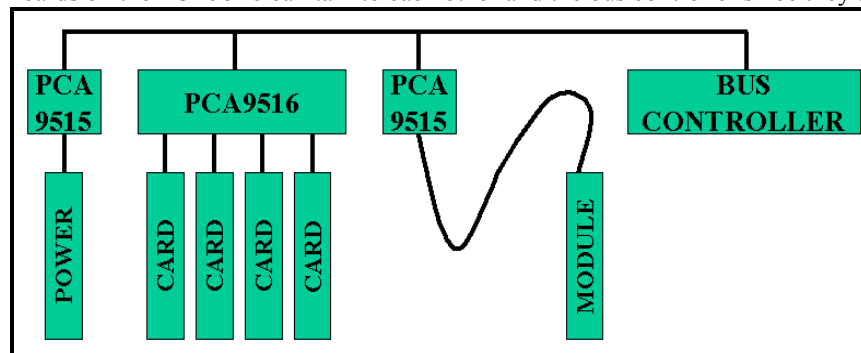 PCA
9515
PCA9516
PCA
9515
BUS
CONTROLLER
POWER
CARD
CARD
CARD
CARD
MODULE